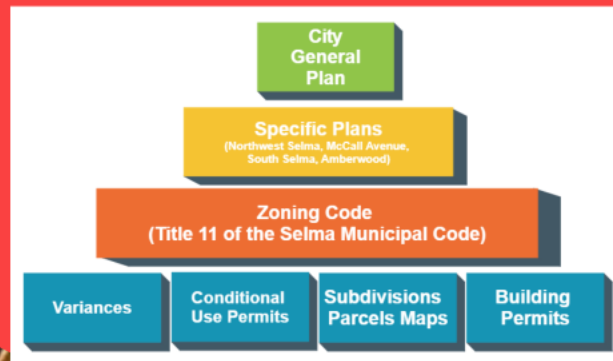 City
General
Plan
Specific Plans
(Northwest Selma, McCall Avenue,
South Selma, Amberwood)
Zoning Code
(Title 11 of the Selma Municipal Code)
Variances
Conditional
Use Permits
Subdivisions
Parcels Maps
Building
Permits